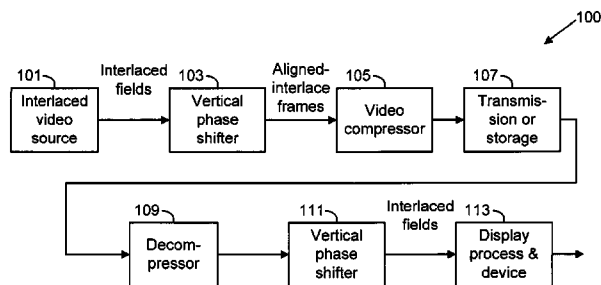 100
101
Interlaced
video
source
Interlaced
fields
103
Vertical
phase
shifter
Aligned-
interlace
frames
105
Video
compressor
107
Transmis-
sion or
storage
109
Decom-
pressor
111
Vertical
phase
shifter
Interlaced
fields
113
Display
process &
device